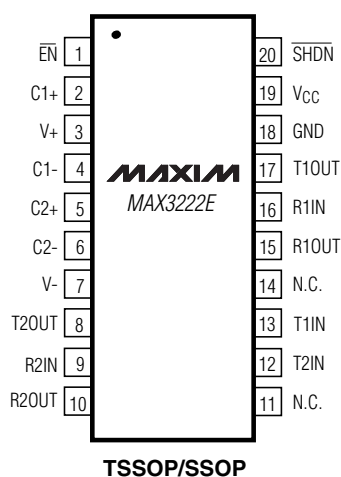 EN 1 20 SHDN
C1+ 2 19 VCC
V+ 3 18 GND
C1- 4 MAXIM 17 T1OUT
C2+ 5 MAX3222E 16 R1IN
C2- 6 15 R1OUT
V- 7 14 N.C.
T2OUT 8 13 T1IN
R2IN 9 12 T2IN
R2OUT 10 11 N.C.
TSSOP/SSOP